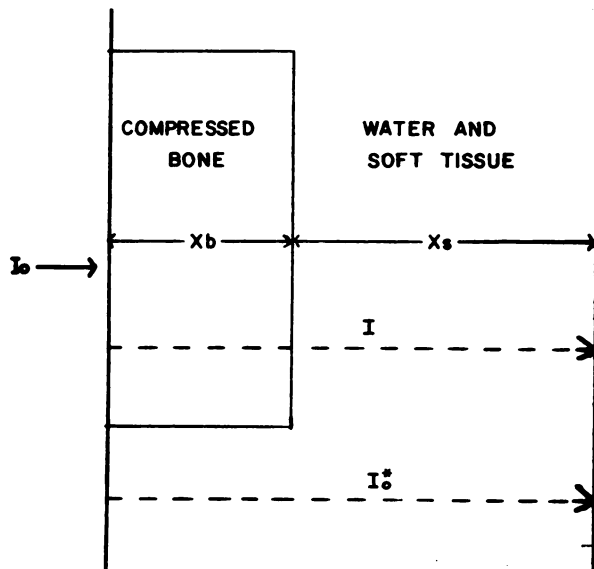 COMPRESSED BONE
WATER AND SOFT TISSUE
Xb
Xs
Io
I
I*o